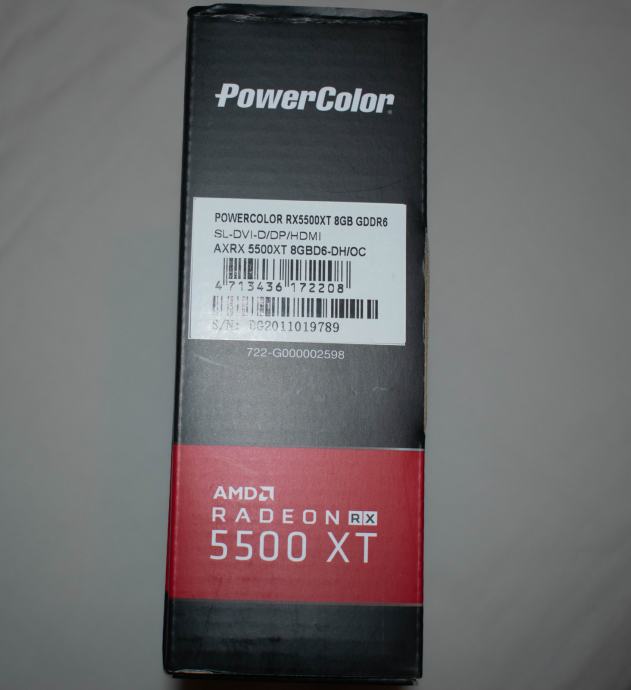 PowerColor
POWERCOLOR RX5500XT 8GB GDDR6
SL-DVI-D/DP/HDMI
AXRX 5500XT 8GBD6-DH/OC
4 713436 172208
S/N: DG2011019789
722-G000002598
AMD
RADEON RX
5500 XT